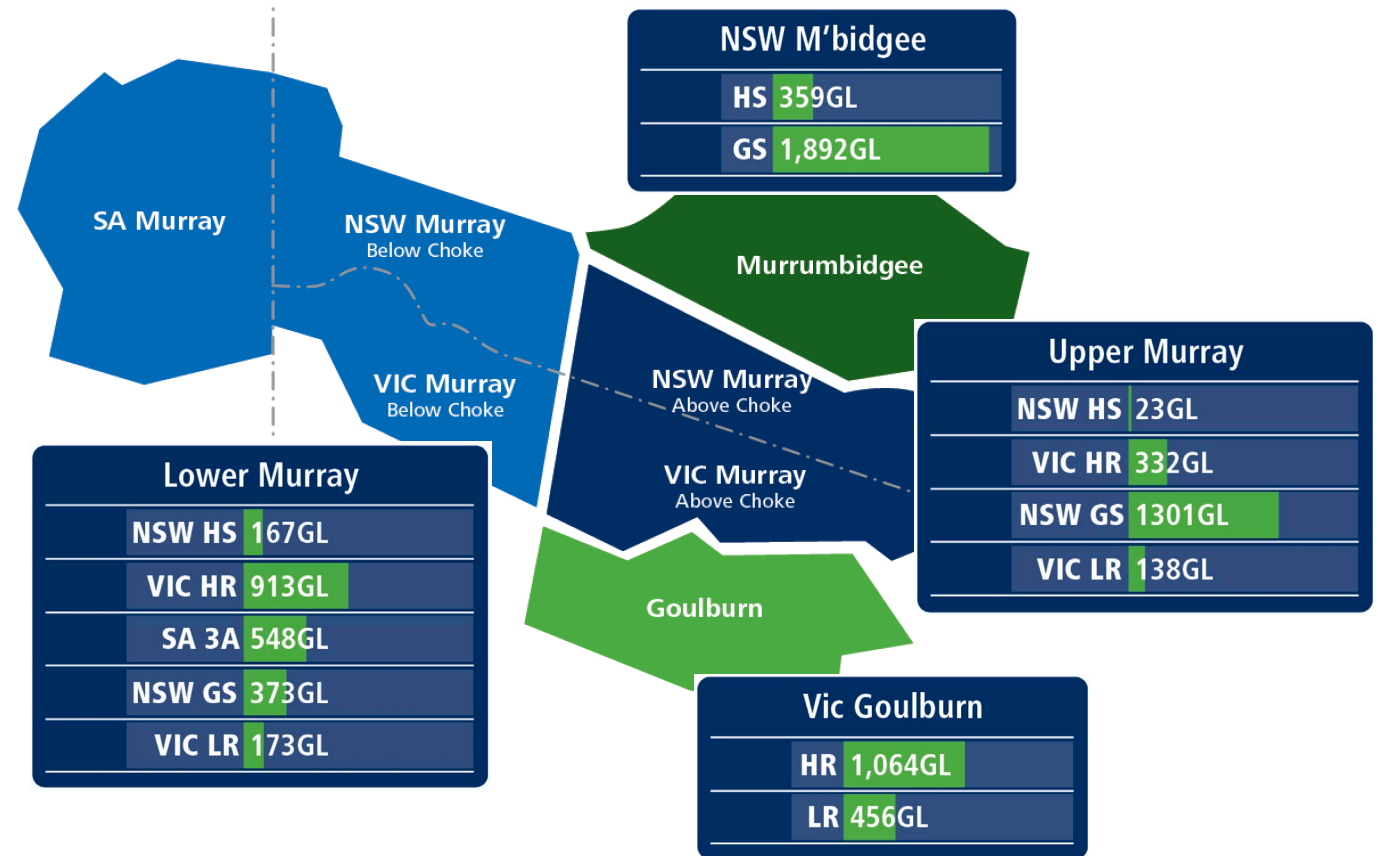 NSW M’bidgee
HS 359GL
GS 1,892GL
SA Murray
NSW Murray
Below Choke
Murrumbidgee
VIC Murray
Below Choke
NSW Murray
Above Choke
VIC Murray
Above Choke
Upper Murray
NSW HS 23GL
VIC HR 332GL
NSW GS 1301GL
VIC LR 138GL
Lower Murray
NSW HS 167GL
VIC HR 913GL
SA 3A 548GL
NSW GS 373GL
VIC LR 173GL
Goulburn
Vic Goulburn
HR 1,064GL
LR 456GL